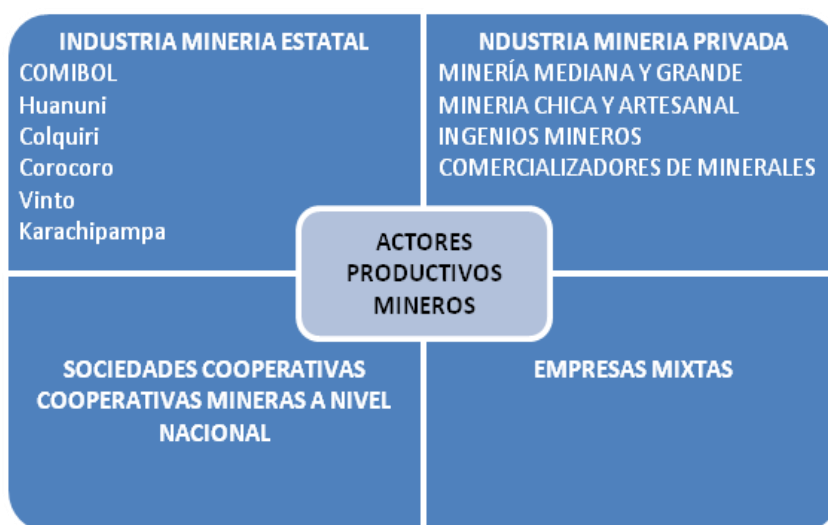 INDUSTRIA MINERIA ESTATAL
COMIBOL
Huanuni
Colquiri
Corocoro
Vinto
Karachipampa
NDUSTRIA MINERIA PRIVADA
MINERÍA MEDIANA Y GRANDE
MINERIA CHICA Y ARTESANAL
INGENIOS MINEROS
COMERCIALIZADORES DE MINERALES
ACTORES
PRODUCTIVOS
MINEROS
SOCIEDADES COOPERATIVAS
COOPERATIVAS MINERAS A NIVEL
NACIONAL
EMPRESAS MIXTAS